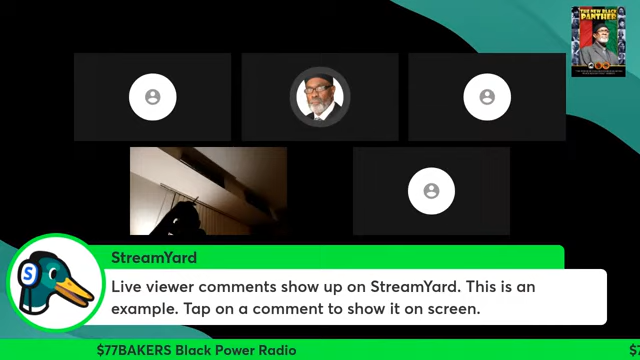 THE NEW BLACK
PANTHER
S
StreamYard
Live viewer comments show up on StreamYard. This is an
example. Tap on a comment to show it on screen.
$77BAKERS Black Power Radio
$7